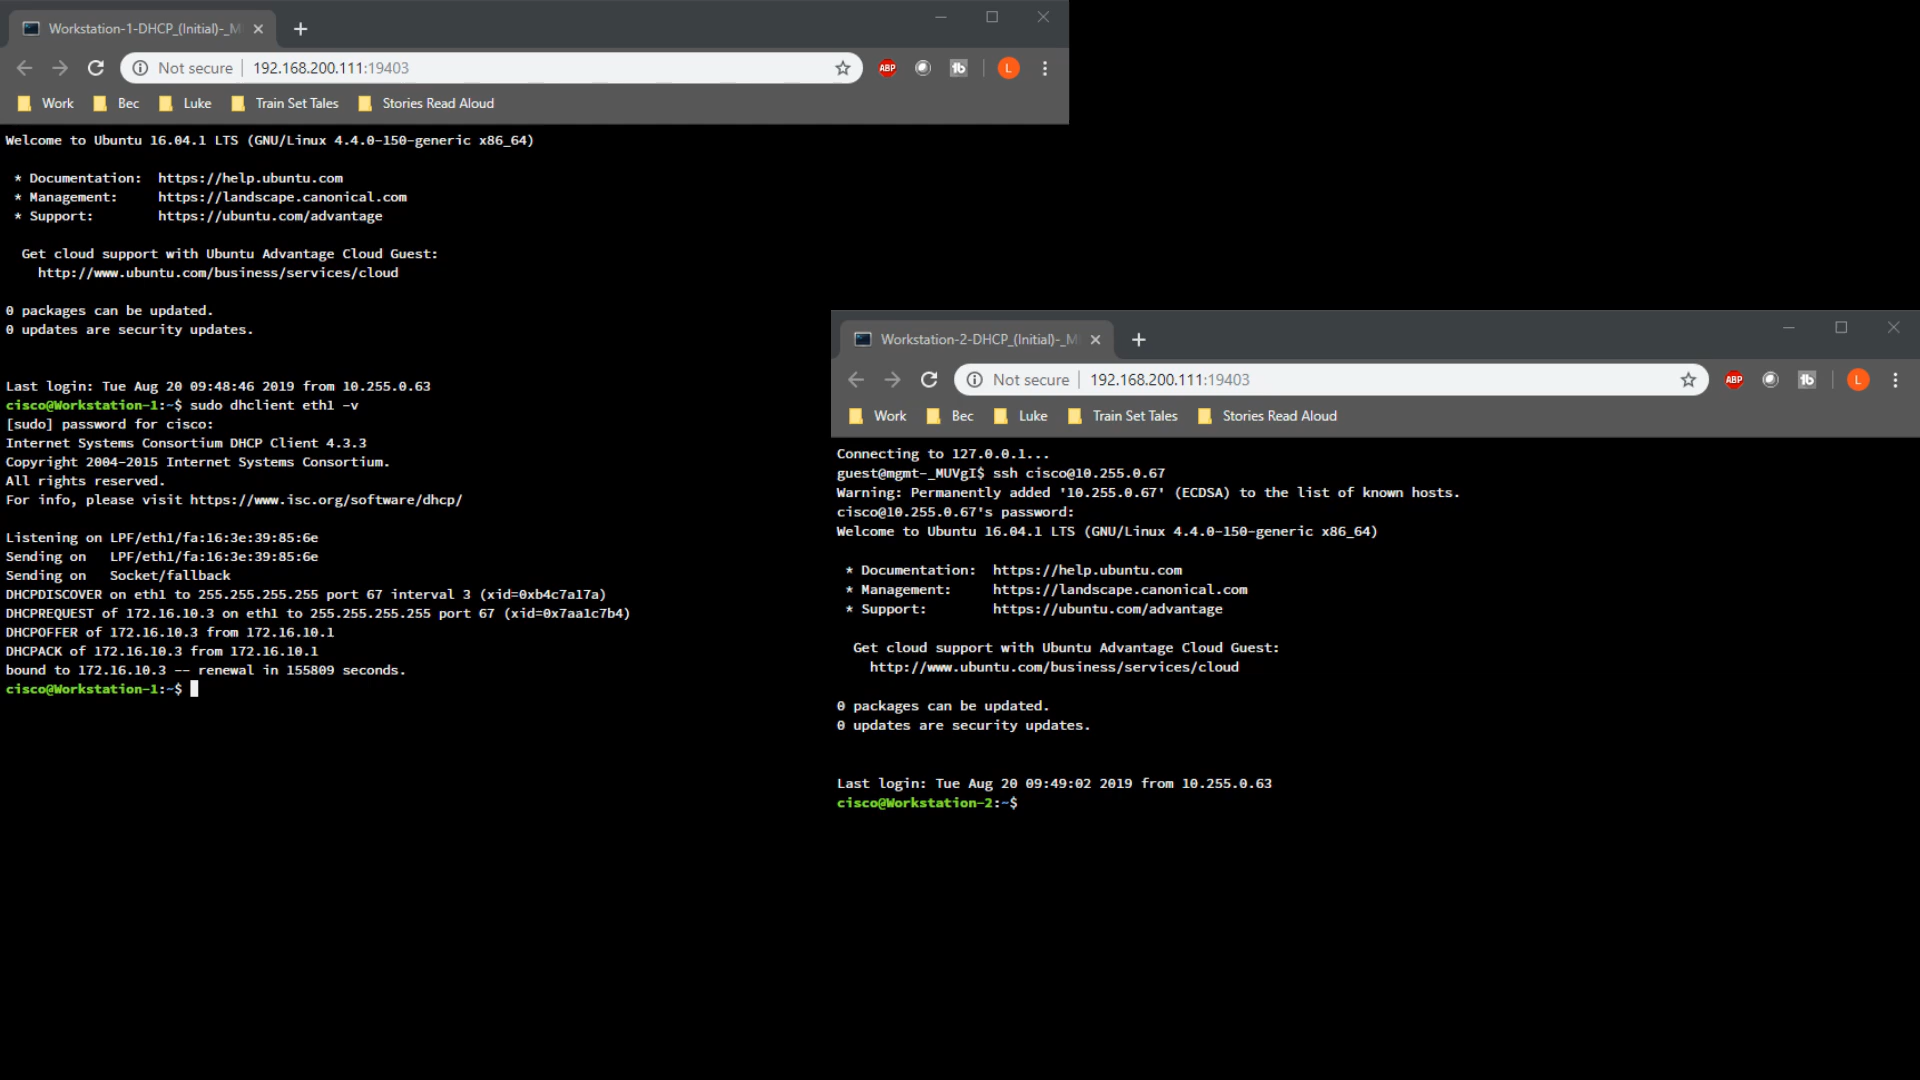 Workstation-1-DHCP_(Initial)-_M
Not secure 192.168.200.111:19403
ABP
tb
L
Work Bec Luke Train Set Tales Stories Read Aloud
Welcome to Ubuntu 16.04.1 LTS (GNU/Linux 4.4.0-150-generic x86_64)
* Documentation: https://help.ubuntu.com
* Management: https://landscape.canonical.com
* Support: https://ubuntu.com/advantage
Get cloud support with Ubuntu Advantage Cloud Guest:
http://www.ubuntu.com/business/services/cloud
0 packages can be updated.
0 updates are security updates.
Last login: Tue Aug 20 09:48:46 2019 from 10.255.0.63
cisco@Workstation-1:~$ sudo dhclient eth1 -v
[sudo] password for cisco:
Internet Systems Consortium DHCP Client 4.3.3
Copyright 2004-2015 Internet Systems Consortium.
All rights reserved.
For info, please visit https://www.isc.org/software/dhcp/
Listening on LPF/eth1/fa:16:3e:39:85:6e
Sending on LPF/eth1/fa:16:3e:39:85:6e
Sending on Socket/fallback
DHCPDISCOVER on eth1 to 255.255.255.255 port 67 interval 3 (xid=0xb4c7a17a)
DHCPREQUEST of 172.16.10.3 on eth1 to 255.255.255.255 port 67 (xid=0x7aa1c7b4)
DHCPOFFER of 172.16.10.3 from 172.16.10.1
DHCPACK of 172.16.10.3 from 172.16.10.1
bound to 172.16.10.3 -- renewal in 155809 seconds.
cisco@Workstation-1:~$
Workstation-2-DHCP_(Initial)-_M
Not secure 192.168.200.111:19403
ABP
tb
L
Work Bec Luke Train Set Tales Stories Read Aloud
Connecting to 127.0.0.1...
guest@mgmt-_MUVgI$ ssh cisco@10.255.0.67
Warning: Permanently added '10.255.0.67' (ECDSA) to the list of known hosts.
cisco@10.255.0.67's password:
Welcome to Ubuntu 16.04.1 LTS (GNU/Linux 4.4.0-150-generic x86_64)
* Documentation: https://help.ubuntu.com
* Management: https://landscape.canonical.com
* Support: https://ubuntu.com/advantage
Get cloud support with Ubuntu Advantage Cloud Guest:
http://www.ubuntu.com/business/services/cloud
0 packages can be updated.
0 updates are security updates.
Last login: Tue Aug 20 09:49:02 2019 from 10.255.0.63
cisco@Workstation-2:~$